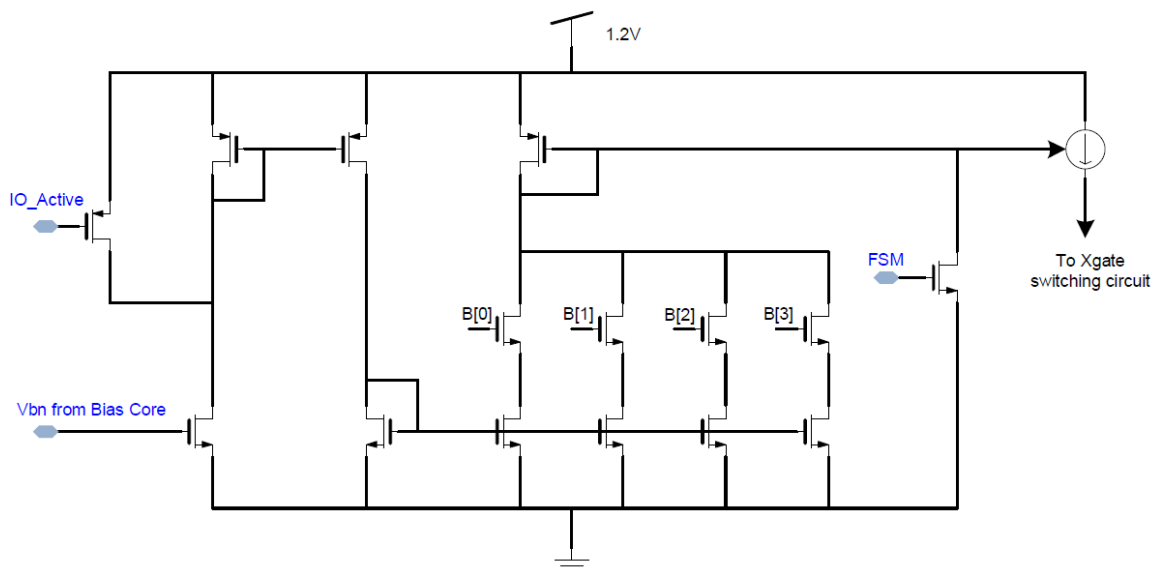 1.2V
IO_Active
FSM
To Xgate
switching circuit
B[0]
B[1]
B[2]
B[3]
Vbn from Bias Core